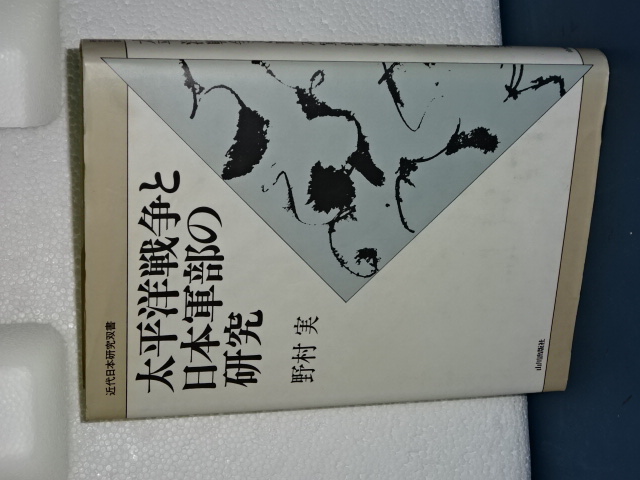 近代日本研究双書
太平洋戦争と
日本軍部の
研究
野村 実
山川出版社